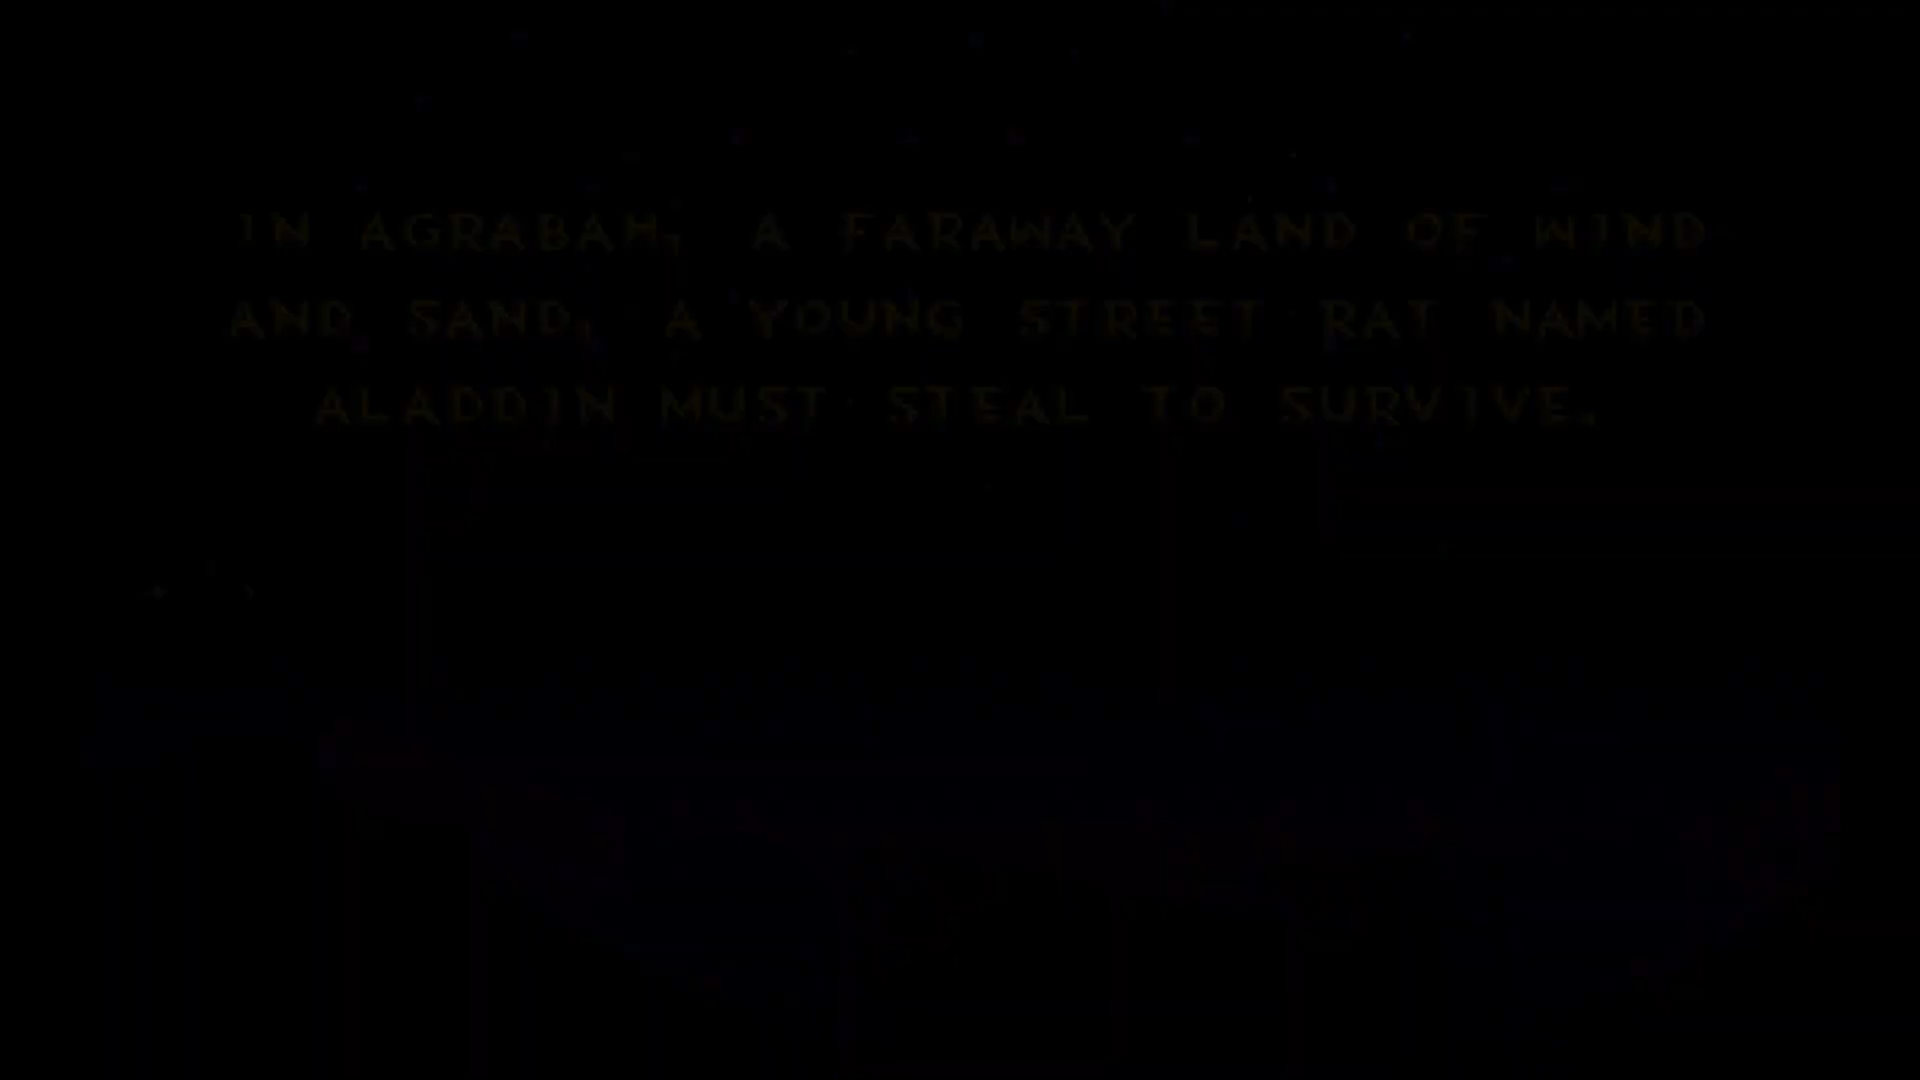 IN AGRABAH, A FARAWAY LAND OF WIND
AND SAND, A YOUNG STREET RAT NAMED
ALADDIN MUST STEAL TO SURVIVE.